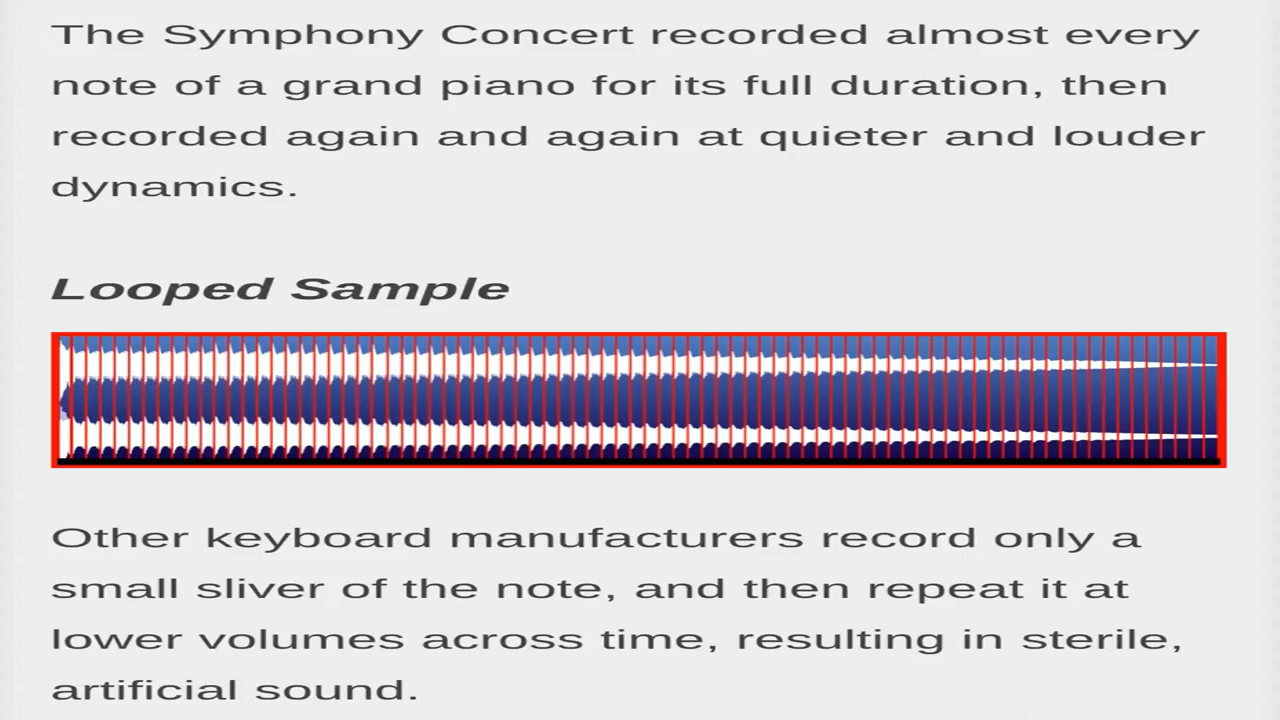 The Symphony Concert recorded almost every
note of a grand piano for its full duration, then
recorded again and again at quieter and louder
dynamics.
Looped Sample
Other keyboard manufacturers record only a
small sliver of the note, and then repeat it at
lower volumes across time, resulting in sterile,
artificial sound.